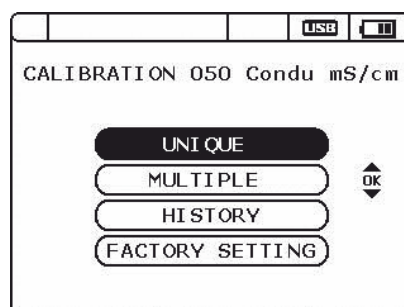 USB
CALIBRATION 050 Condu mS/cm
UNIQUE
MULTIPLE
OK
HISTORY
FACTORY SETTING